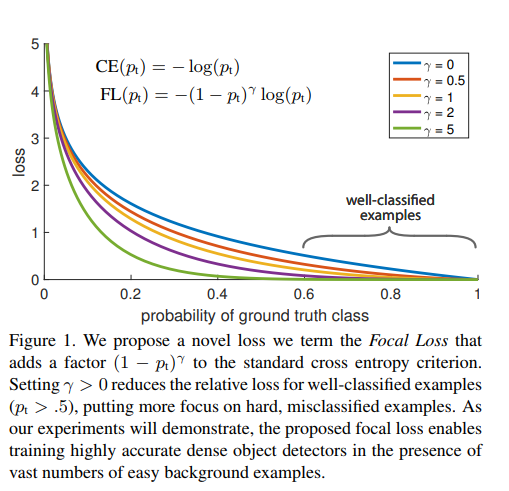 5
4
3
2
1
0
loss
CE(pt) = − log(pt)
FL(pt) = −(1 − pt)γ log(pt)
γ = 0
γ = 0.5
γ = 1
γ = 2
γ = 5
well-classified
examples
0 0.2 0.4 0.6 0.8 1
probability of ground truth class
Figure 1. We propose a novel loss we term the Focal Loss that
adds a factor (1 − pt)γ to the standard cross entropy criterion.
Setting γ > 0 reduces the relative loss for well-classified examples
(pt > .5), putting more focus on hard, misclassified examples. As
our experiments will demonstrate, the proposed focal loss enables
training highly accurate dense object detectors in the presence of
vast numbers of easy background examples.